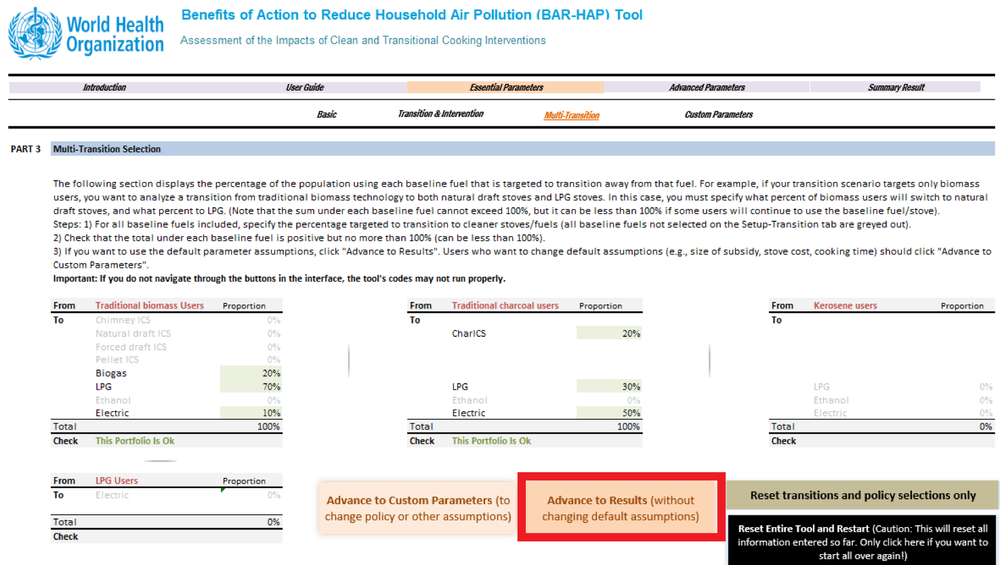 World Health
Organization
Benefits of Action to Reduce Household Air Pollution (BAR-HAP) Tool
Assessment of the Impacts of Clean and Transitional Cooking Interventions
Introduction User Guide Essential Parameters Advanced Parameters Summary Result
Basic Transition & Intervention Multi-Transition Custom Parameters
PART 3 Multi-Transition Selection
The following section displays the percentage of the population using each baseline fuel that is targeted to transition away from that fuel. For example, if your transition scenario targets only biomass
users, you want to analyze a transition from traditional biomass technology to both natural draft stoves and LPG stoves. In this case, you must specify what percent of biomass users will switch to natural
draft stoves, and what percent to LPG. (Note that the sum under each baseline fuel cannot exceed 100%, but it can be less than 100% if some users will continue to use the baseline fuel/stove).
Steps: 1) For all baseline fuels included, specify the percentage targeted to transition to cleaner stoves/fuels (all baseline fuels not selected on the Setup-Transition tab are greyed out).
2) Check that the total under each baseline fuel is positive but no more than 100% (can be less than 100%).
3) If you want to use the default parameter assumptions, click "Advance to Results". Users who want to change default assumptions (e.g., size of subsidy, stove cost, cooking time) should click "Advance to
Custom Parameters".
Important: If you do not navigate through the buttons in the interface, the tool's codes may not run properly.
From Traditional biomass Users Proportion
To Chimney ICS 0%
Natural draft ICS 0%
Forced draft ICS 0%
Pellet ICS 0%
Biogas 20%
LPG 70%
Ethanol 0%
Electric 10%
Total 100%
Check This Portfolio Is Ok
From Traditional charcoal users Proportion
To
CharICS 20%
LPG 30%
Ethanol 0%
Electric 50%
Total 100%
Check This Portfolio Is Ok
From Kerosene users Proportion
To
LPG 0%
Ethanol 0%
Electric 0%
Total 0%
Check
From LPG Users Proportion
To Electric 0%
Total 0%
Check
Advance to Custom Parameters (to
change policy or other assumptions)
Advance to Results (without
changing default assumptions)
Reset transitions and policy selections only
Reset Entire Tool and Restart (Caution: This will reset all
information entered so far. Only click here if you want to
start all over again!)